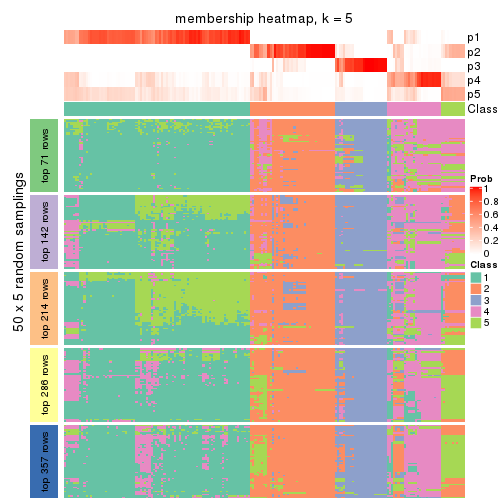 membership heatmap, k = 5
p1
p2
p3
p4
p5
Class
50 x 5 random samplings
top 71 rows
top 142 rows
top 214 rows
top 286 rows
top 357 rows
Prob
1
0.8
0.6
0.4
0.2
0
Class
1
2
3
4
5